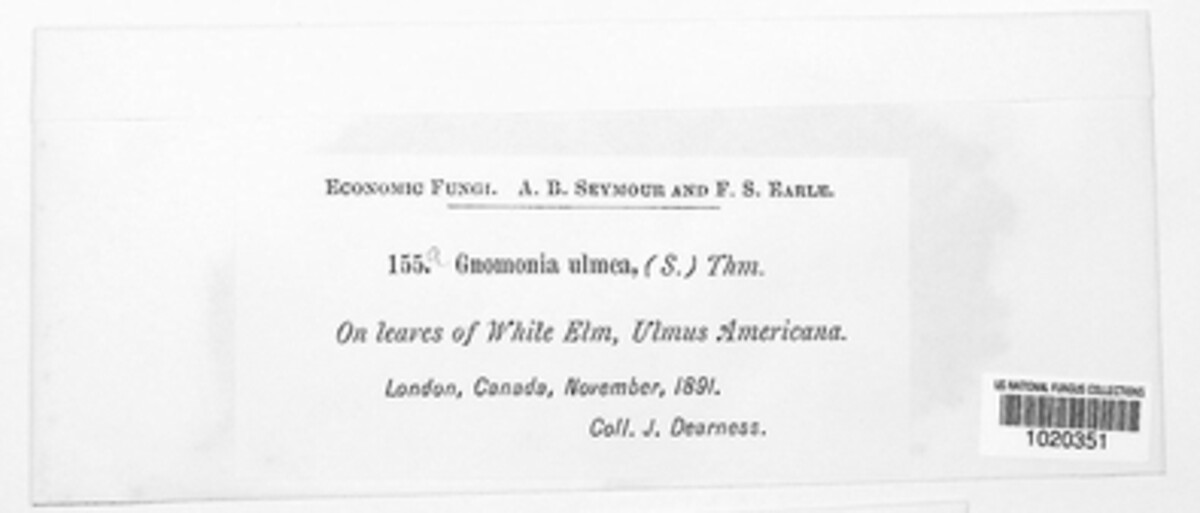 Economic Fungi. A. B. Seymour and F. S. Earle.
155.a Gnomonia ulmea, (S.) Thm.
On leaves of White Elm, Ulmus Americana.
London, Canada, November, 1891.
Coll. J. Dearness.
US NATIONAL FUNGUS COLLECTIONS
1020351